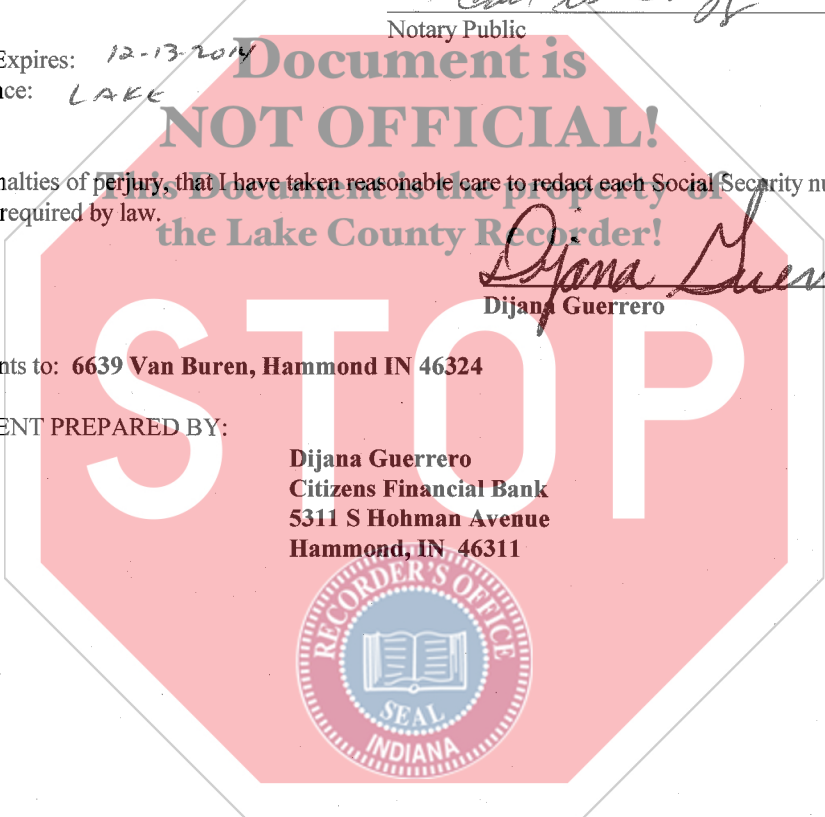 Notary Public
Expires: 12-13-2014
Document is
nce: LAKE
NOT OFFICIAL!
nalties of perjury, that I have taken reasonable care to redact each Social Security nu
This Document is the property of
required by law.
the Lake County Recorder!
Dijana Guer
Dijana Guerrero
STOP
nts to: 6639 Van Buren, Hammond IN 46324
ENT PREPARED BY:
Dijana Guerrero
Citizens Financial Bank
5311 S Hohman Avenue
Hammond, IN 46311
RECORDER'S OFFICE
SEAL
INDIANA